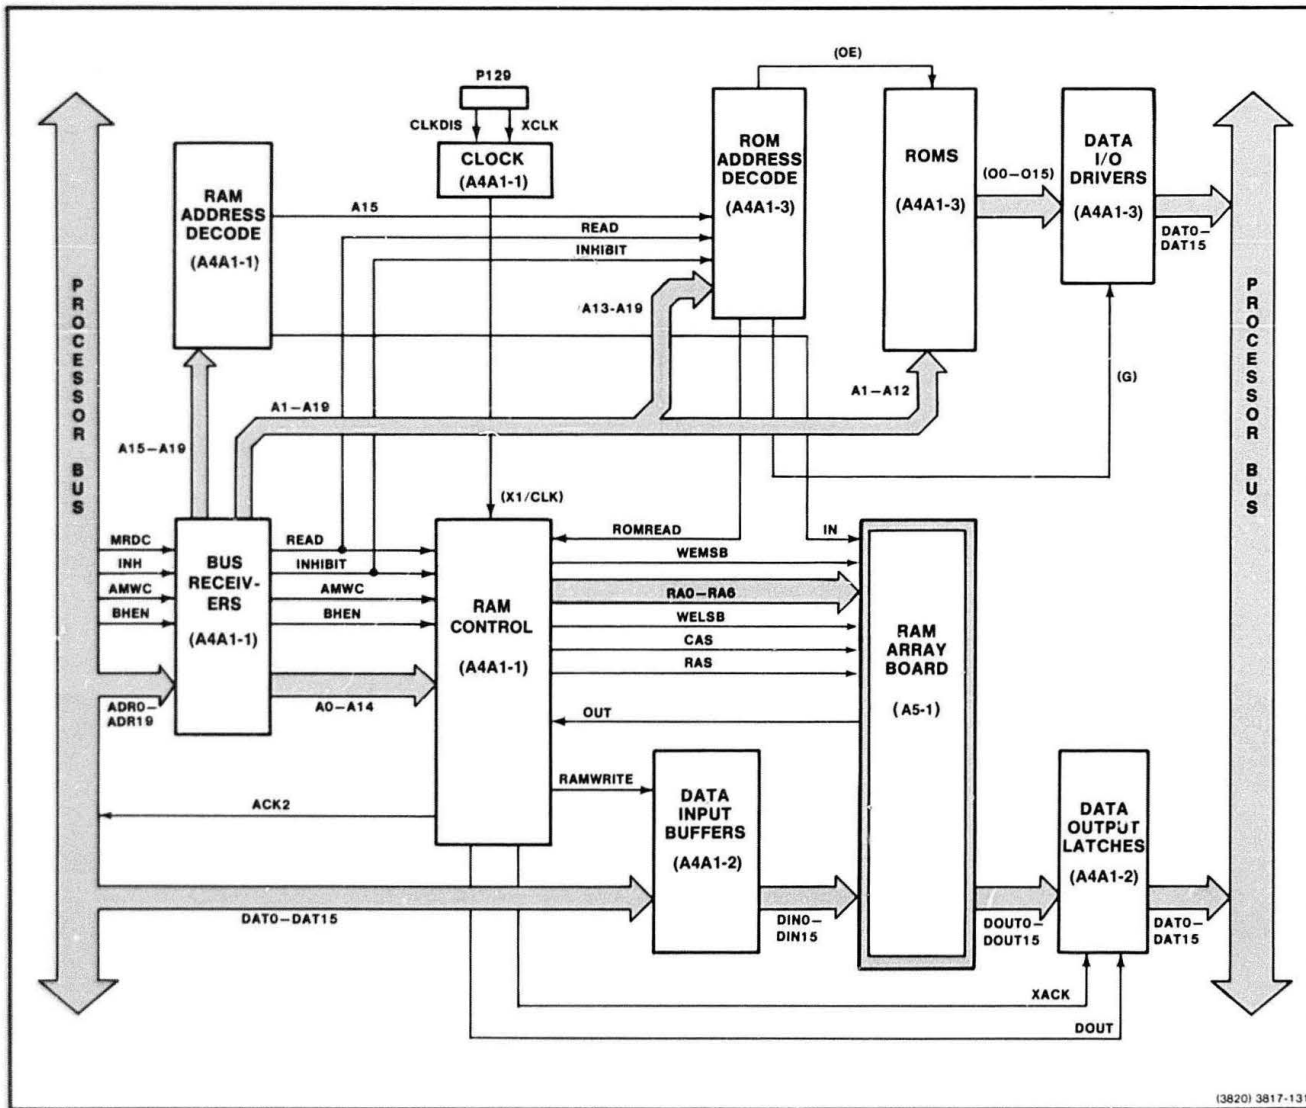 (OE)
P129
CLKDIS
XCLK
CLOCK
(A4A1-1)
RAM
ADDRESS
DECODE
(A4A1-1)
ROM
ADDRESS
DECODE
(A4A1-3)
ROMS
(A4A1-3)
(O0–O15)
DATA
I/O
DRIVERS
(A4A1-3)
DAT0–
DAT15
A15
READ
INHIBIT
A13-A19
PROCESSOR BUS
PROCESSOR BUS
A1–A19
A1–A12
(G)
A15–A19
(X1/CLK)
MRDC
INH
AMWC
BHEN
BUS
RECEIV-
ERS
(A4A1-1)
READ
INHIBIT
AMWC
BHEN
ADR0–
ADR19
A0–A14
RAM
CONTROL
(A4A1-1)
ROMREAD
IN
WEMSB
RA0–RA6
WELSB
CAS
RAS
OUT
RAM
ARRAY
BOARD
(A5-1)
RAMWRITE
ACK2
DATA
INPUT
BUFFERS
(A4A1-2)
DATA
OUTPUT
LATCHES
(A4A1-2)
DAT0–DAT15
DIN0–
DIN15
DOUT0–
DOUT15
DAT0–
DAT15
XACK
DOUT
(3820) 3817-131